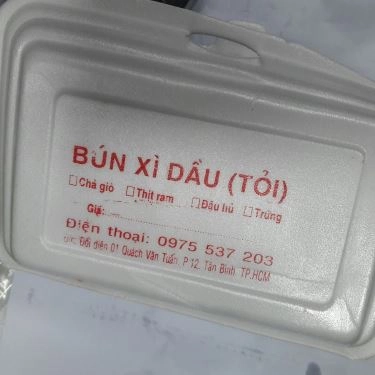 BÚN XÌ DẦU (TỎI)
Chả giò Thịt ram Đậu hủ Trứng
Giá:
Điện thoại: 0975 537 203
Đối diện 01 Quách Văn Tuấn, P 12, Tân Bình, TP.HCM